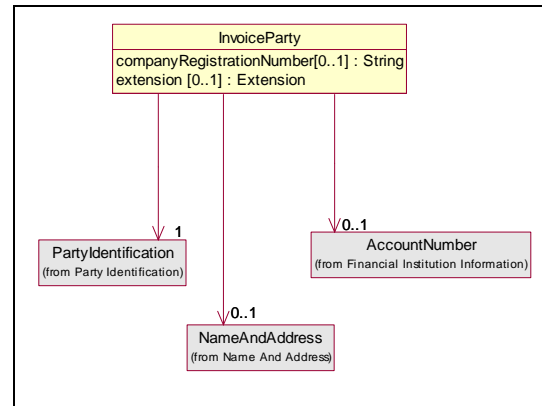 InvoiceParty
companyRegistrationNumber[0..1] : String
extension [0..1] : Extension
1
0..1
PartyIdentification
(from Party Identification)
AccountNumber
(from Financial Institution Information)
0..1
NameAndAddress
(from Name And Address)